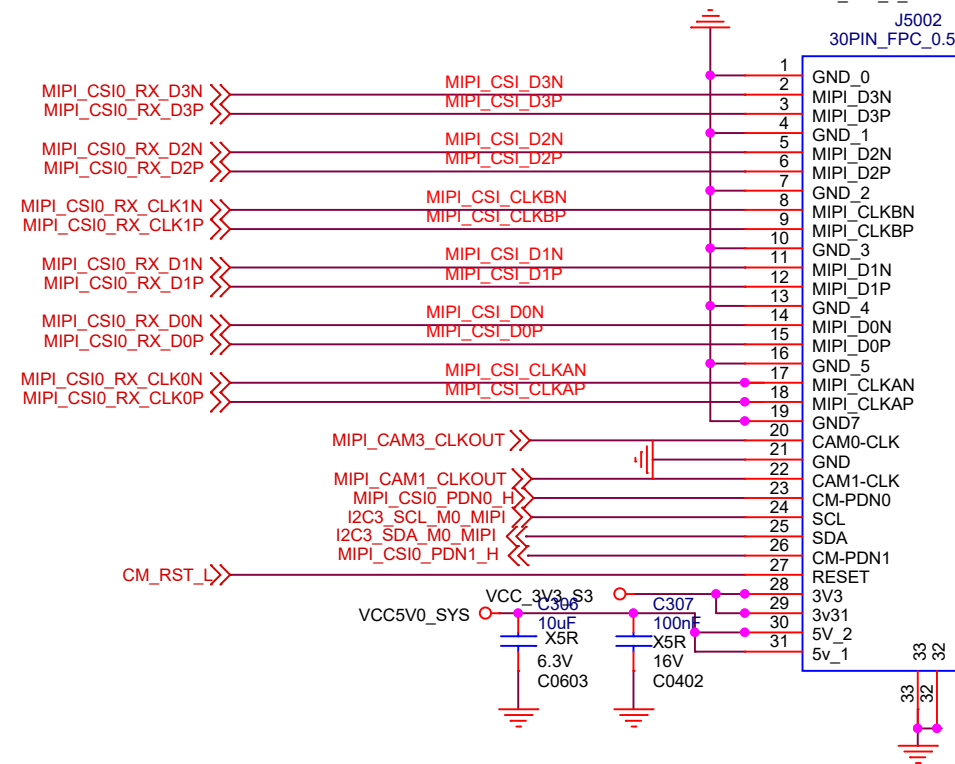 J5002
30PIN_FPC_0.5
MIPI_CSI0_RX_D3N
MIPI_CSI0_RX_D3P
MIPI_CSI0_RX_D2N
MIPI_CSI0_RX_D2P
MIPI_CSI0_RX_CLK1N
MIPI_CSI0_RX_CLK1P
MIPI_CSI0_RX_D1N
MIPI_CSI0_RX_D1P
MIPI_CSI0_RX_D0N
MIPI_CSI0_RX_D0P
MIPI_CSI0_RX_CLK0N
MIPI_CSI0_RX_CLK0P
MIPI_CSI_D3N
MIPI_CSI_D3P
MIPI_CSI_D2N
MIPI_CSI_D2P
MIPI_CSI_CLKBN
MIPI_CSI_CLKBP
MIPI_CSI_D1N
MIPI_CSI_D1P
MIPI_CSI_D0N
MIPI_CSI_D0P
MIPI_CSI_CLKAN
MIPI_CSI_CLKAP
MIPI_CAM3_CLKOUT
MIPI_CAM1_CLKOUT
MIPI_CSI0_PDN0_H
I2C3_SCL_M0_MIPI
I2C3_SDA_M0_MIPI
MIPI_CSI0_PDN1_H
CM_RST_L
VCC_3V3_S3
VCC5V0_SYS
C306
10uF
X5R
6.3V
C0603
C307
100nF
X5R
16V
C0402
1 GND_0
2 MIPI_D3N
3 MIPI_D3P
4 GND_1
5 MIPI_D2N
6 MIPI_D2P
7 GND_2
8 MIPI_CLKBN
9 MIPI_CLKBP
10 GND_3
11 MIPI_D1N
12 MIPI_D1P
13 GND_4
14 MIPI_D0N
15 MIPI_D0P
16 GND_5
17 MIPI_CLKAN
18 MIPI_CLKAP
19 GND7
20 CAM0-CLK
21 GND
22 CAM1-CLK
23 CM-PDN0
24 SCL
25 SDA
26 CM-PDN1
27 RESET
28 3V3
29 3v31
30 5V_2
31 5v_1
33 32
33 32